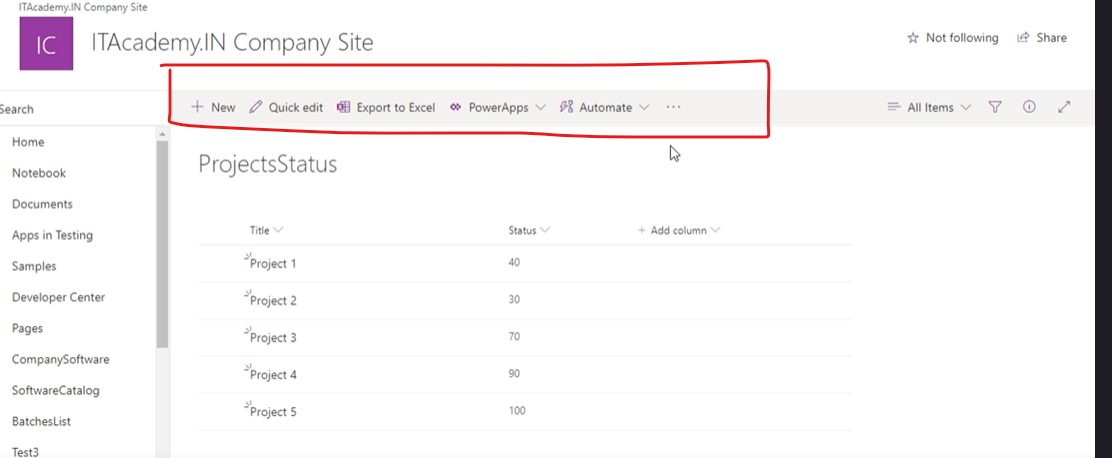 ITAcademy.IN Company Site
IC
ITAcademy.IN Company Site
Not following
Share
Search
New
Quick edit
Export to Excel
PowerApps
Automate
...
All Items
Home
Notebook
Documents
Apps in Testing
Samples
Developer Center
Pages
CompanySoftware
SoftwareCatalog
BatchesList
Test3
ProjectsStatus
Title Status + Add column
Project 1 40
Project 2 30
Project 3 70
Project 4 90
Project 5 100